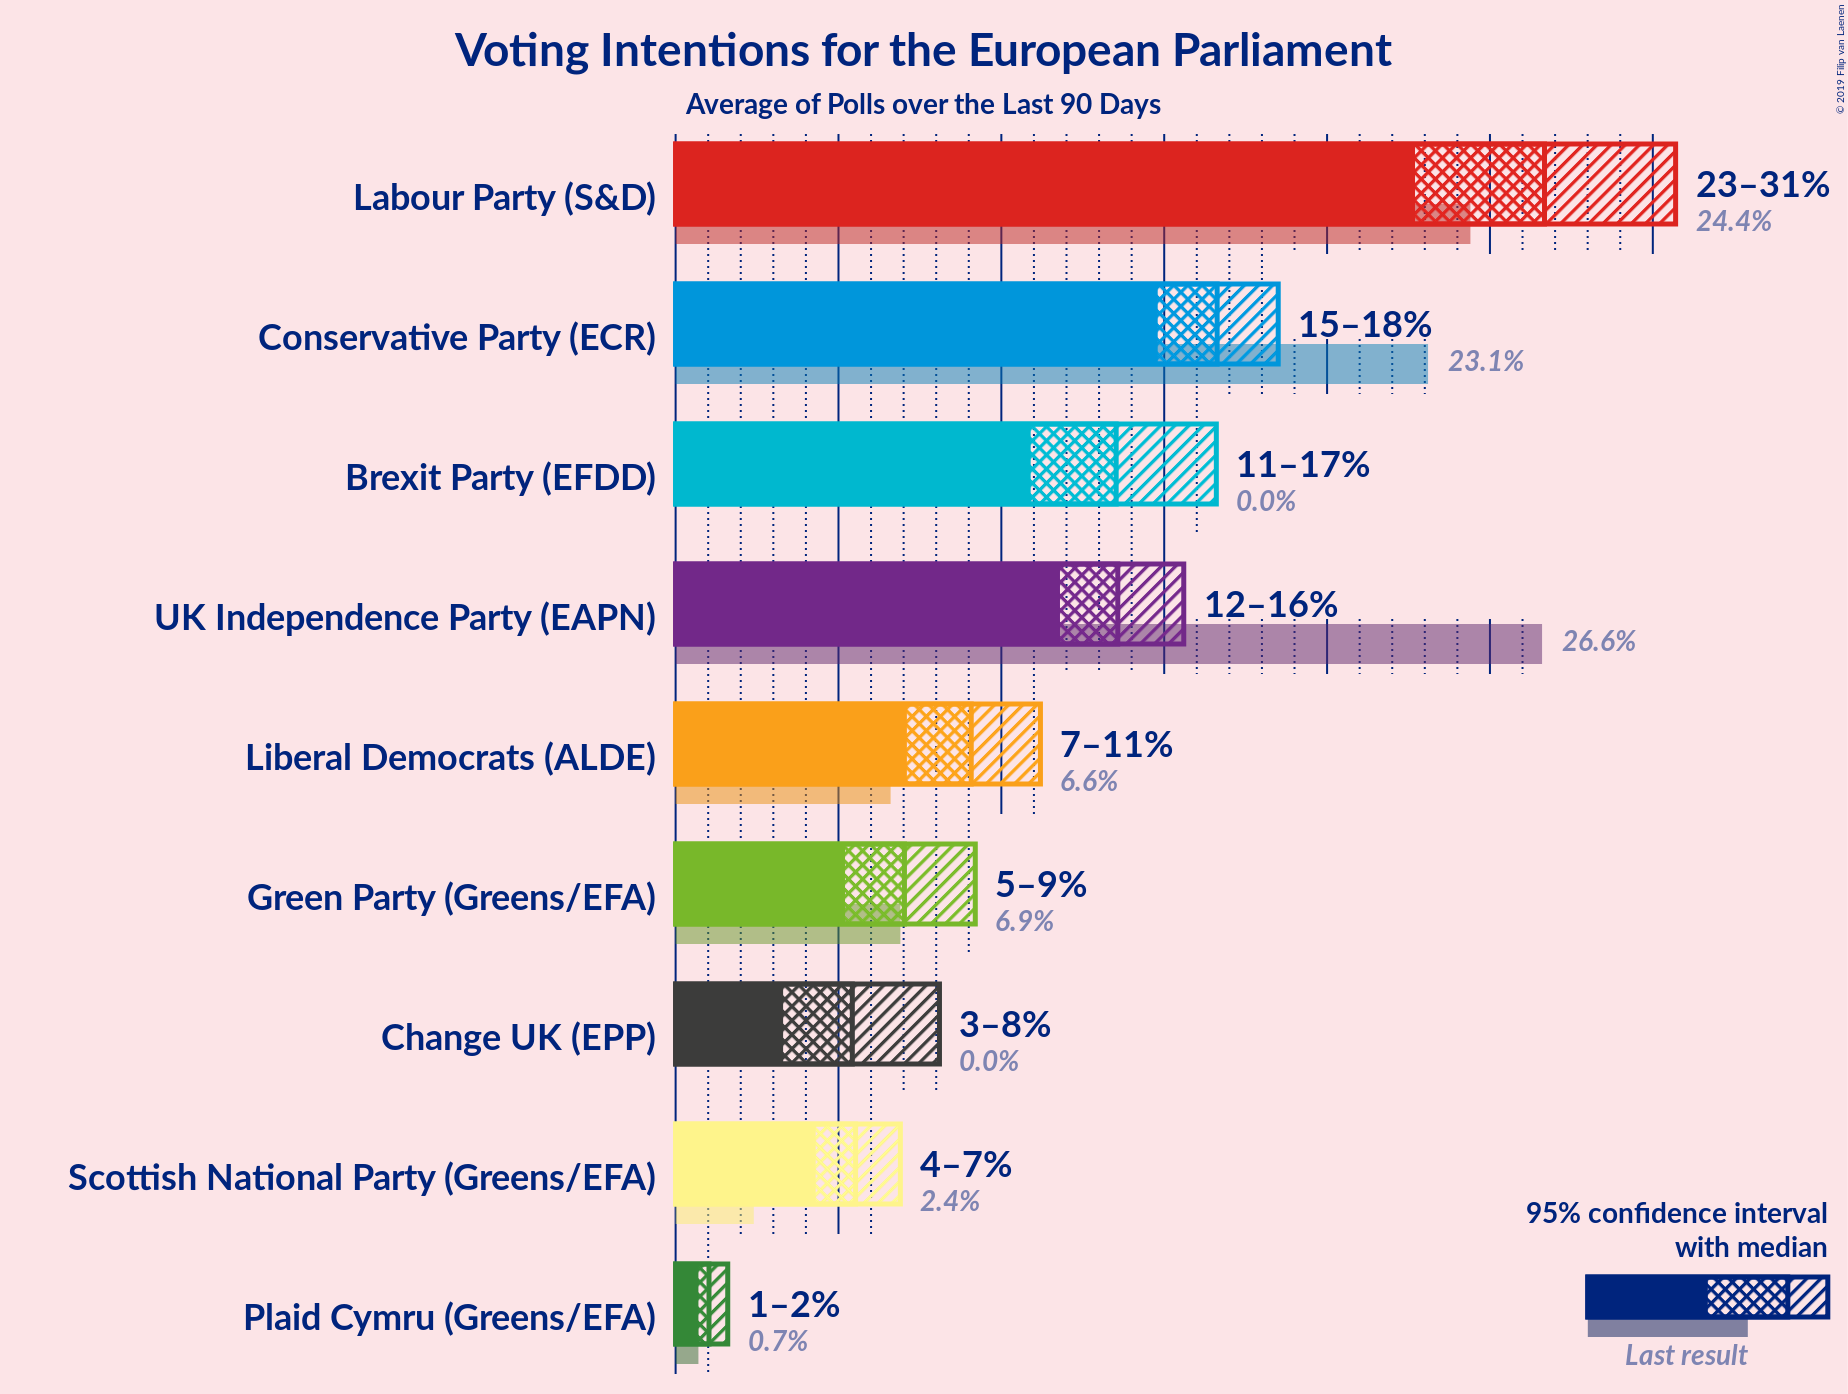 Voting Intentions for the European Parliament
Average of Polls over the Last 90 Days
© 2019 Filip van Laenen
Labour Party (S&D)
23–31%
24.4%
Conservative Party (ECR)
15–18%
23.1%
Brexit Party (EFDD)
11–17%
0.0%
UK Independence Party (EAPN)
12–16%
26.6%
Liberal Democrats (ALDE)
7–11%
6.6%
Green Party (Greens/EFA)
5–9%
6.9%
Change UK (EPP)
3–8%
0.0%
Scottish National Party (Greens/EFA)
4–7%
2.4%
Plaid Cymru (Greens/EFA)
1–2%
0.7%
95% confidence interval
with median
Last result